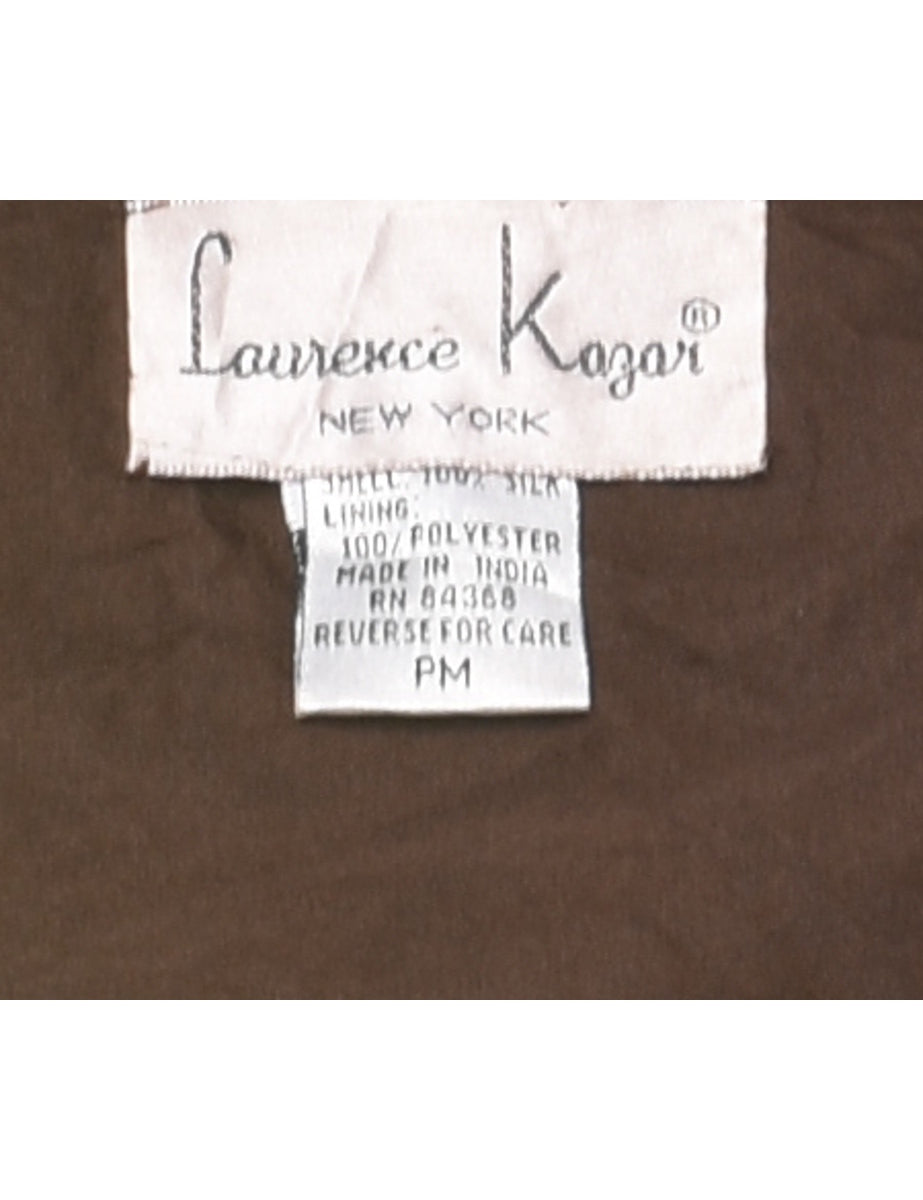 Laurence Kazar ®
NEW YORK
SHELL: 100% SILK
LINING:
100% POLYESTER
MADE IN INDIA
RN 84368
REVERSE FOR CARE
PM